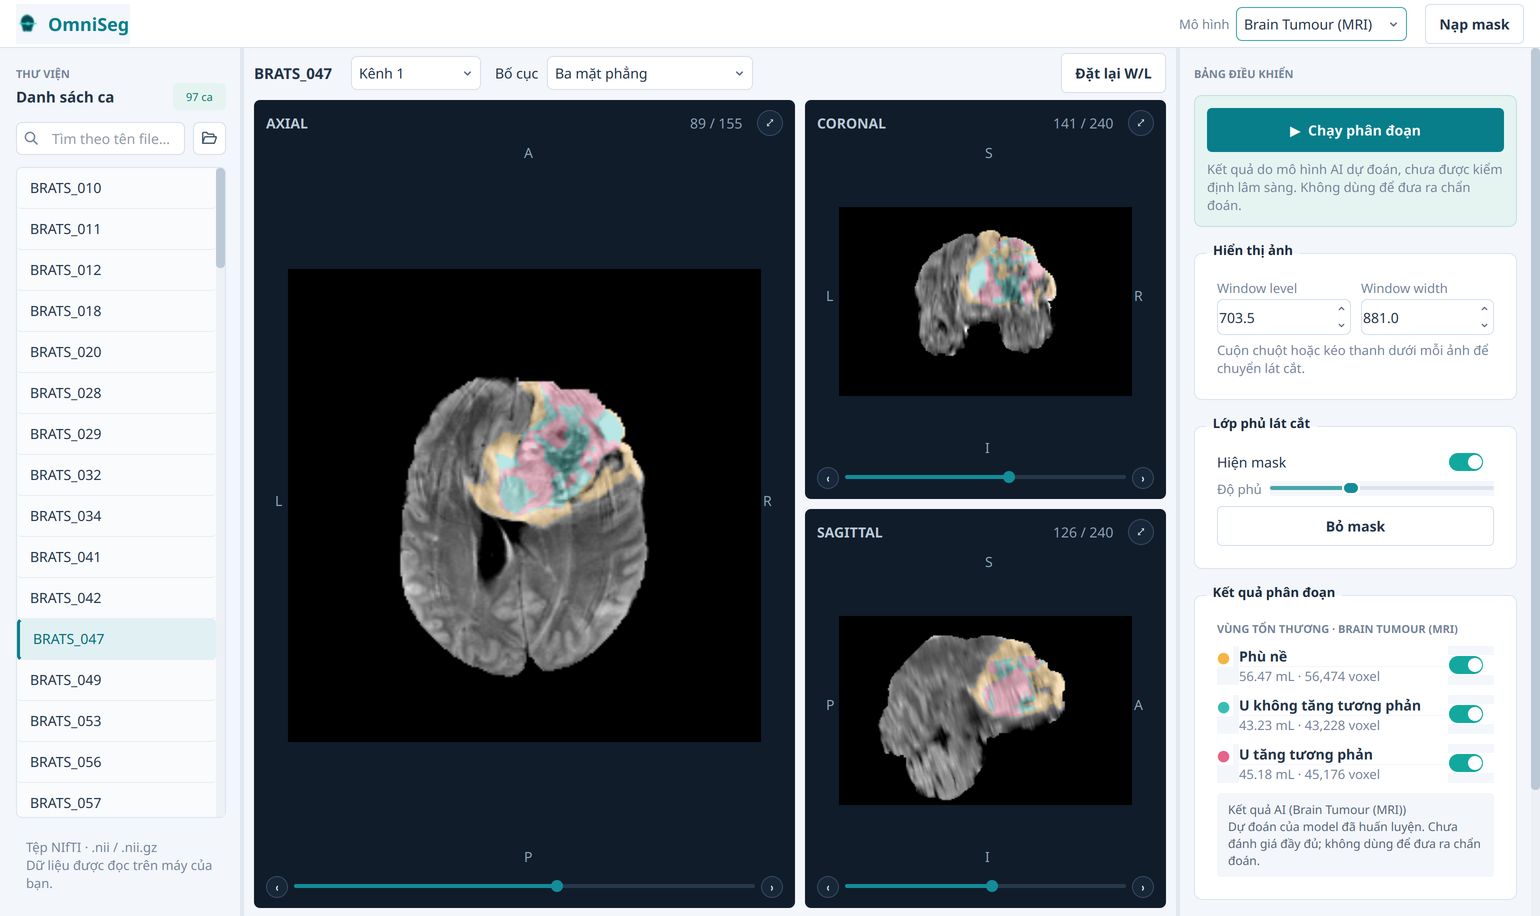 OmniSeg
Mô hình
Brain Tumour (MRI)
Nạp mask
THƯ VIỆN
Danh sách ca
97 ca
Tìm theo tên file...
BRATS_010
BRATS_011
BRATS_012
BRATS_018
BRATS_020
BRATS_028
BRATS_029
BRATS_032
BRATS_034
BRATS_041
BRATS_042
BRATS_047
BRATS_049
BRATS_053
BRATS_056
BRATS_057
Tệp NIfTI · .nii / .nii.gz
Dữ liệu được đọc trên máy của
bạn.
BRATS_047
Kênh 1
Bố cục
Ba mặt phẳng
Đặt lại W/L
AXIAL
89 / 155
A
L
R
P
CORONAL
141 / 240
S
L
R
I
SAGITTAL
126 / 240
S
P
A
I
BẢNG ĐIỀU KHIỂN
▶ Chạy phân đoạn
Kết quả do mô hình AI dự đoán, chưa được kiểm
định lâm sàng. Không dùng để đưa ra chẩn
đoán.
Hiển thị ảnh
Window level
Window width
703.5
881.0
Cuộn chuột hoặc kéo thanh dưới mỗi ảnh để
chuyển lát cắt.
Lớp phủ lát cắt
Hiện mask
Độ phủ
Bỏ mask
Kết quả phân đoạn
VÙNG TỔN THƯƠNG · BRAIN TUMOUR (MRI)
Phù nề
56.47 mL · 56,474 voxel
U không tăng tương phản
43.23 mL · 43,228 voxel
U tăng tương phản
45.18 mL · 45,176 voxel
Kết quả AI (Brain Tumour (MRI))
Dự đoán của model đã huấn luyện. Chưa
đánh giá đầy đủ; không dùng để đưa ra chẩn
đoán.